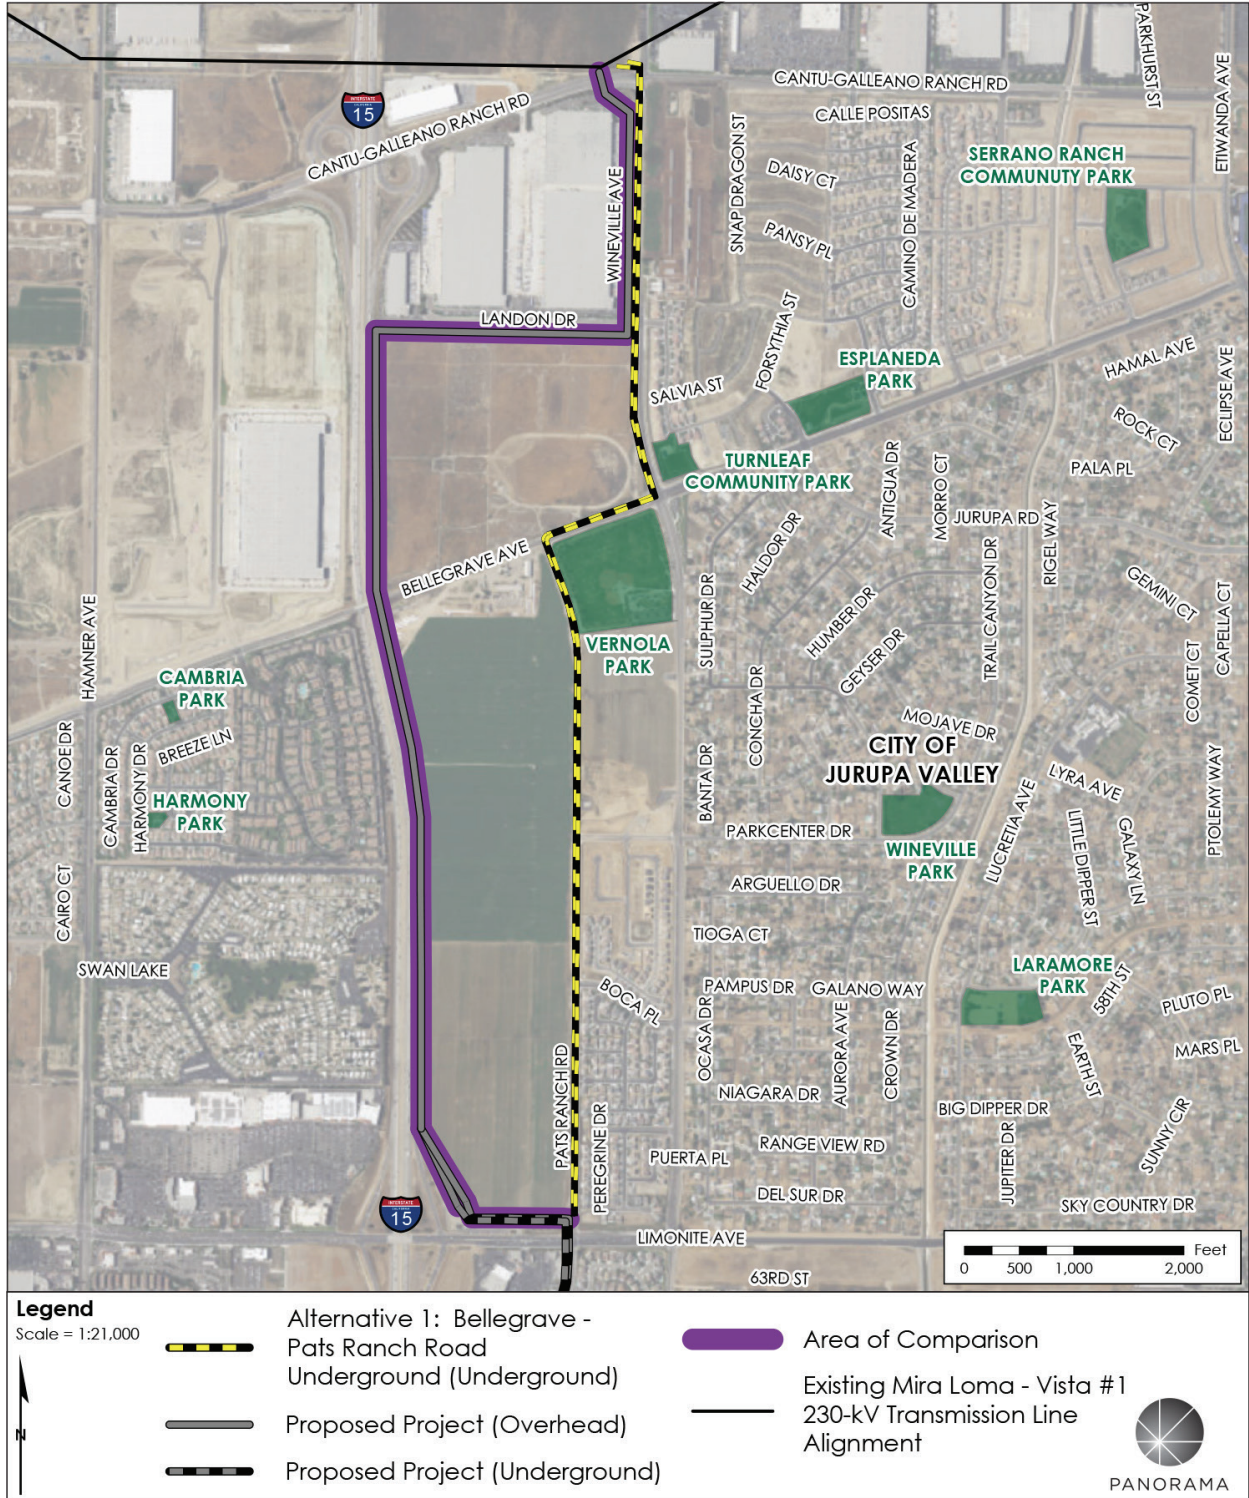 PARKHURST ST
ETIWANDA AVE
CANTU-GALLEANO RANCH RD
INTERSTATE
CALIFORNIA
15
CANTU-GALLEANO RANCH RD
CALLE POSITAS
SNAP DRAGON ST
DAISY CT
PANSY PL
CAMINO DE MADERA
SERRANO RANCH
COMMUNUTY PARK
WINEVILLE AVE
LANDON DR
FORSYTHIA ST
SALVIA ST
ESPLANEDA
PARK
HAMAL AVE
ECLIPSE AVE
ROCK CT
PALA PL
TURNLEAF
COMMUNITY PARK
ANTIGUA DR
MORRO CT
JURUPA RD
RIGEL WAY
HALDOR DR
BELLEGRAVE AVE
TRAIL CANYON DR
GEMINI CT
CAPELLA CT
SULPHUR DR
HUMBER DR
GEYSER DR
HAMNER AVE
VERNOLA
PARK
COMET CT
CAMBRIA
PARK
CONCHA DR
MOJAVE DR
CANOE DR
BREEZE LN
CAMBRIA DR
HARMONY DR
CITY OF
JURUPA VALLEY
BANTA DR
LYRA AVE
PTOLEMY WAY
HARMONY
PARK
PARKCENTER DR
LUCRETIA AVE
WINEVILLE
PARK
LITTLE DIPPER ST
GALAXY LN
CAIRO CT
ARGUELLO DR
TIOGA CT
SWAN LAKE
LARAMORE
PARK
58TH ST
BOCA PL
PAMPUS DR
GALANO WAY
PLUTO PL
OCASA DR
AURORA AVE
CROWN DR
EARTH ST
MARS PL
PATS RANCH RD
NIAGARA DR
BIG DIPPER DR
PEREGRINE DR
SUNNY CIR
PUERTA PL
RANGE VIEW RD
JUPITER DR
DEL SUR DR
SKY COUNTRY DR
INTERSTATE
CALIFORNIA
15
LIMONITE AVE
63RD ST
Feet
0 500 1,000 2,000
Legend
Scale = 1:21,000
N
Alternative 1: Bellegrave -
Pats Ranch Road
Underground (Underground)
Proposed Project (Overhead)
Proposed Project (Underground)
Area of Comparison
Existing Mira Loma - Vista #1
230-kV Transmission Line
Alignment
PANORAMA